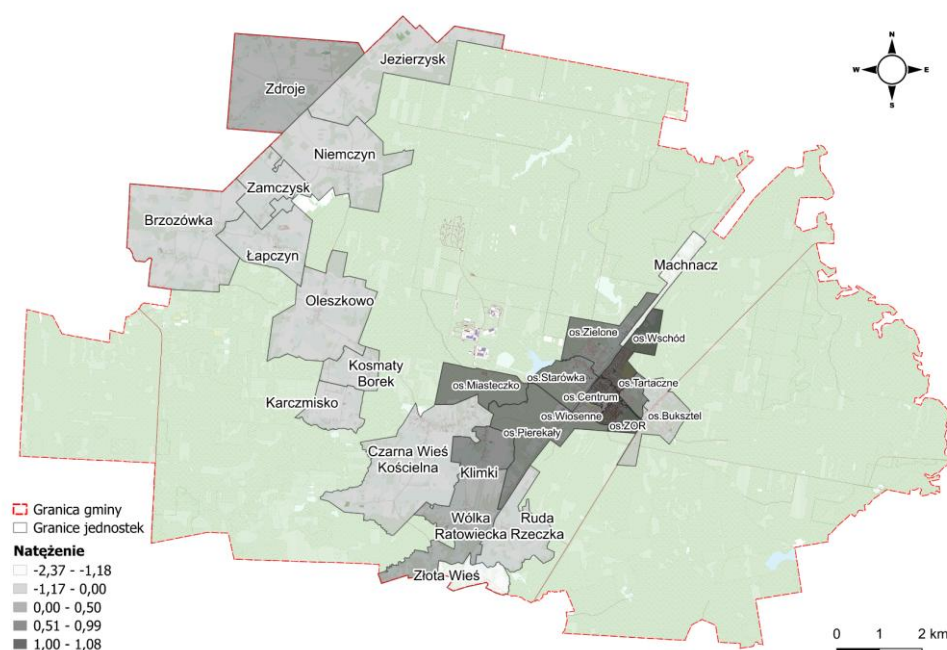 Jezierzysk
Zdroje
N
W E
S
Niemczyn
Zamczysk
Brzozówka
Łapczyn
Machnacz
Oleszkowo
os.Zielone
os.Wschód
Kosmaty
Borek
os.Starówka
os.Miasteczko
os.Tartaczne
Karczmisko
os.Centrum
os.Wiosenne
os.Buksztel
os.ZOR
os.Pierekały
Czarna Wieś
Kościelna
Klimki
Wólka
Ratowiecka
Ruda
Rzeczka
Złota Wieś
Granica gminy
Granice jednostek
Natężenie
-2,37 - -1,18
-1,17 - 0,00
0,00 - 0,50
0,51 - 0,99
1,00 - 1,08
0 1 2 km